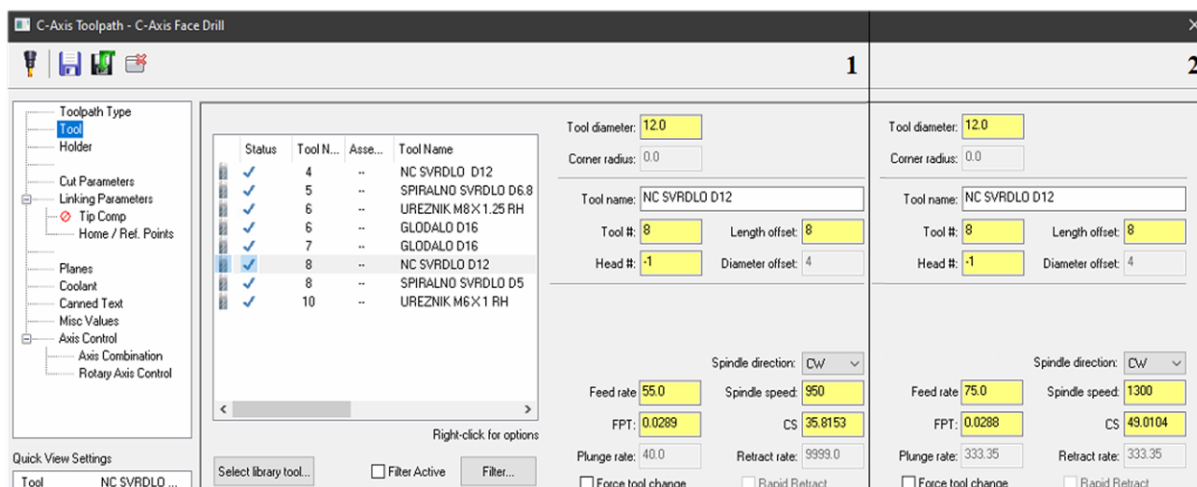 C-Axis Toolpath - C-Axis Face Drill
1
2
Toolpath Type
Tool
Holder
Cut Parameters
Linking Parameters
Tip Comp
Home / Ref. Points
Planes
Coolant
Canned Text
Misc Values
Axis Control
Axis Combination
Rotary Axis Control
Quick View Settings
Tool NC SVRDLO ...
Status Tool N... Asse... Tool Name
4 -- NC SVRDLO D12
5 -- SPIRALNO SVRDLO D6.8
6 -- UREZNIK M8X1.25 RH
6 -- GLODALO D16
7 -- GLODALO D16
8 -- NC SVRDLO D12
8 -- SPIRALNO SVRDLO D5
10 -- UREZNIK M6X1 RH
Right-click for options
Select library tool...
Filter Active
Filter...
Tool diameter: 12.0
Corner radius: 0.0
Tool name: NC SVRDLO D12
Tool #: 8 Length offset: 8
Head #: -1 Diameter offset: 4
Spindle direction: CW
Feed rate 55.0 Spindle speed: 950
FPT: 0.0289 CS 35.8153
Plunge rate: 40.0 Retract rate: 9999.0
Force tool change Rapid Retract
Tool diameter: 12.0
Corner radius: 0.0
Tool name: NC SVRDLO D12
Tool #: 8 Length offset: 8
Head #: -1 Diameter offset: 4
Spindle direction: CW
Feed rate 75.0 Spindle speed: 1300
FPT: 0.0288 CS 49.0104
Plunge rate: 333.35 Retract rate: 333.35
Force tool change Rapid Retract